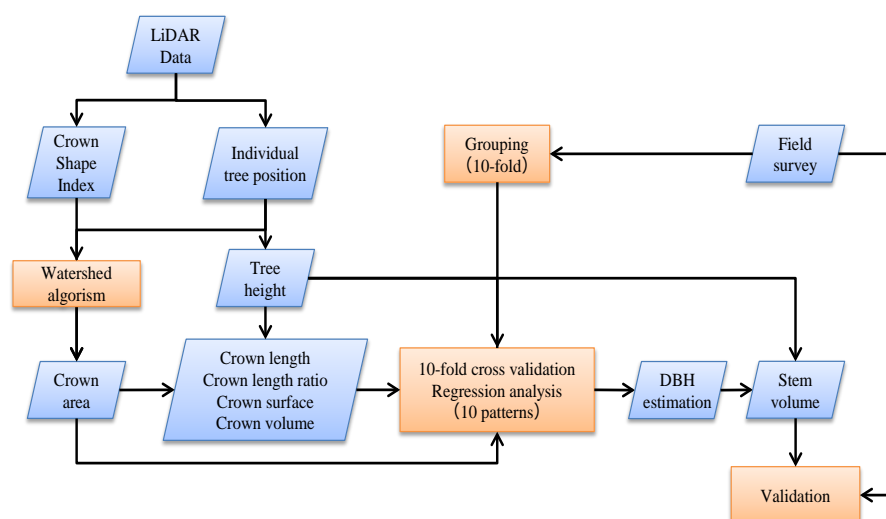 LiDAR
Data
Crown
Shape
Index
Individual
tree position
Grouping
(10-fold)
Field
survey
Watershed
algorism
Tree
height
Crown
area
Crown length
Crown length ratio
Crown surface
Crown volume
10-fold cross validation
Regression analysis
(10 patterns)
DBH
estimation
Stem
volume
Validation